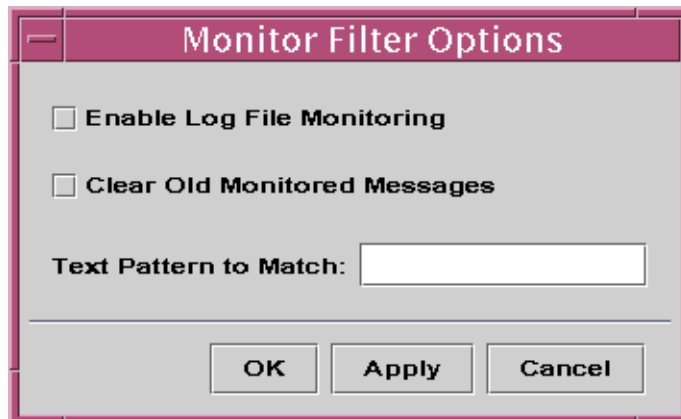 Monitor Filter Options
Enable Log File Monitoring
Clear Old Monitored Messages
Text Pattern to Match:
OK Apply Cancel